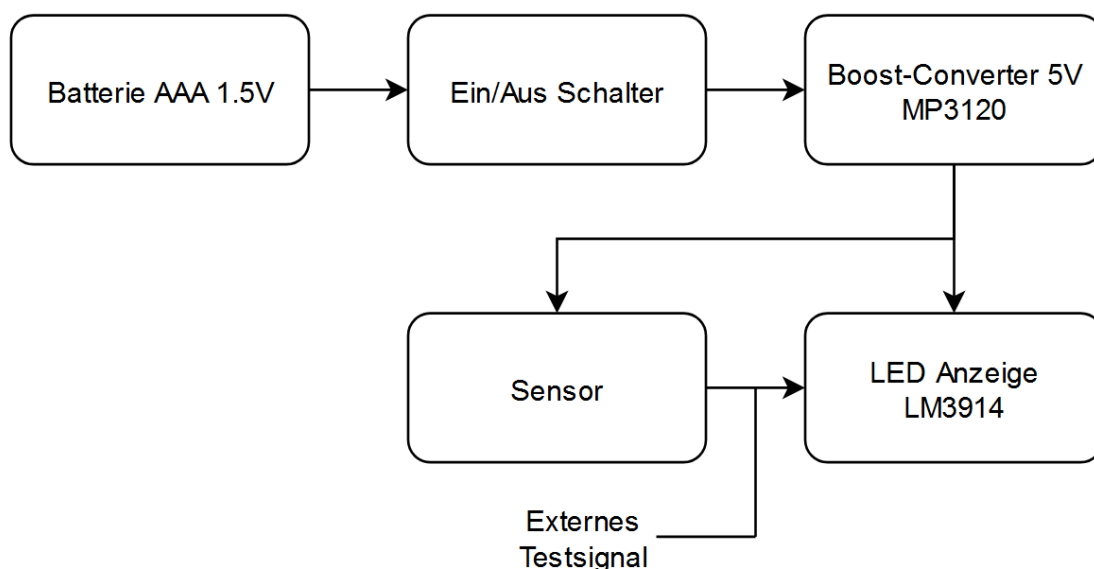 Batterie AAA 1.5V
Ein/Aus Schalter
Boost-Converter 5V
MP3120
Sensor
LED Anzeige
LM3914
Externes
Testsignal